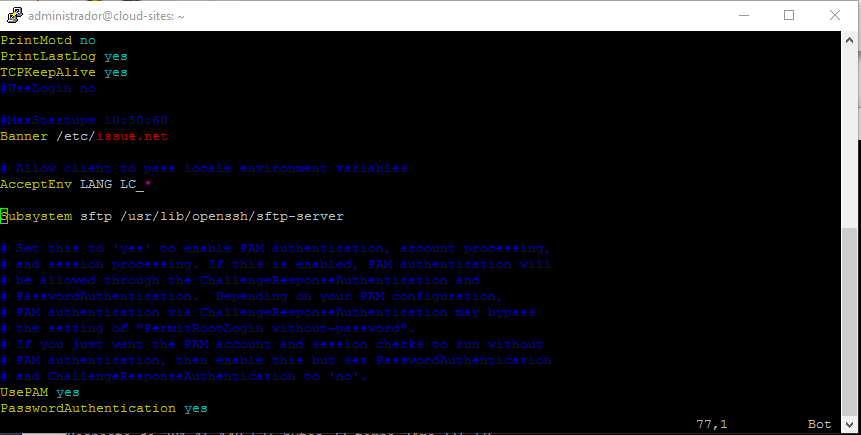 administrador@cloud-sites: ~
PrintMotd no
PrintLastLog yes
TCPKeepAlive yes
#UseLogin no
#MaxStartups 10:30:60
Banner /etc/issue.net
# Allow client to pass locale environment variables
AcceptEnv LANG LC_*
Subsystem sftp /usr/lib/openssh/sftp-server
# Set this to 'yes' to enable PAM authentication, account processing,
# and session processing. If this is enabled, PAM authentication will
# be allowed through the ChallengeResponseAuthentication and
# PasswordAuthentication.  Depending on your PAM configuration,
# PAM authentication via ChallengeResponseAuthentication may bypass
# the setting of "PermitRootLogin without-password".
# If you just want the PAM account and session checks to run without
# PAM authentication, then enable this but set PasswordAuthentication
# and ChallengeResponseAuthentication to 'no'.
UsePAM yes
PasswordAuthentication yes
77,1 Bot